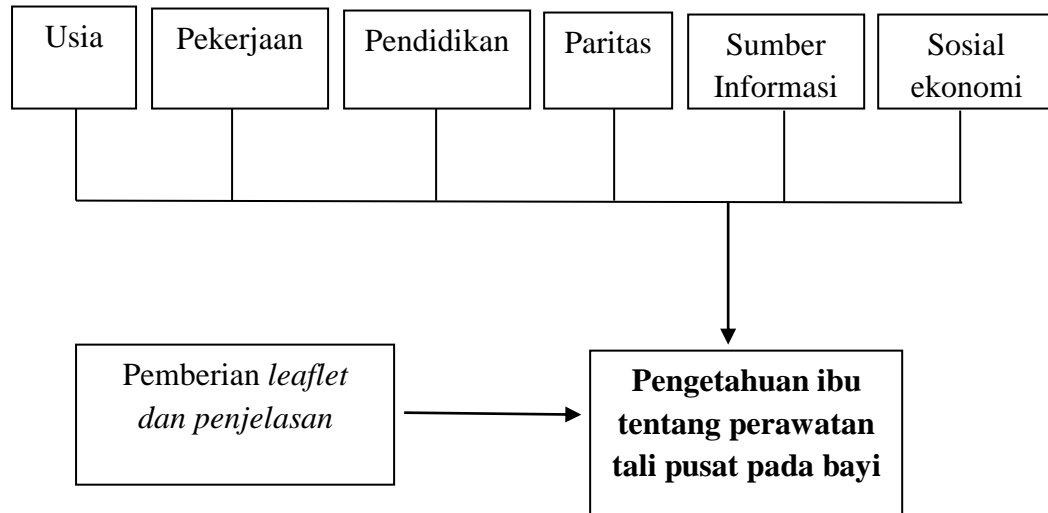 Usia
Pekerjaan
Pendidikan
Paritas
Sumber
Informasi
Sosial
ekonomi
Pemberian leaflet
dan penjelasan
Pengetahuan ibu
tentang perawatan
tali pusat pada bayi